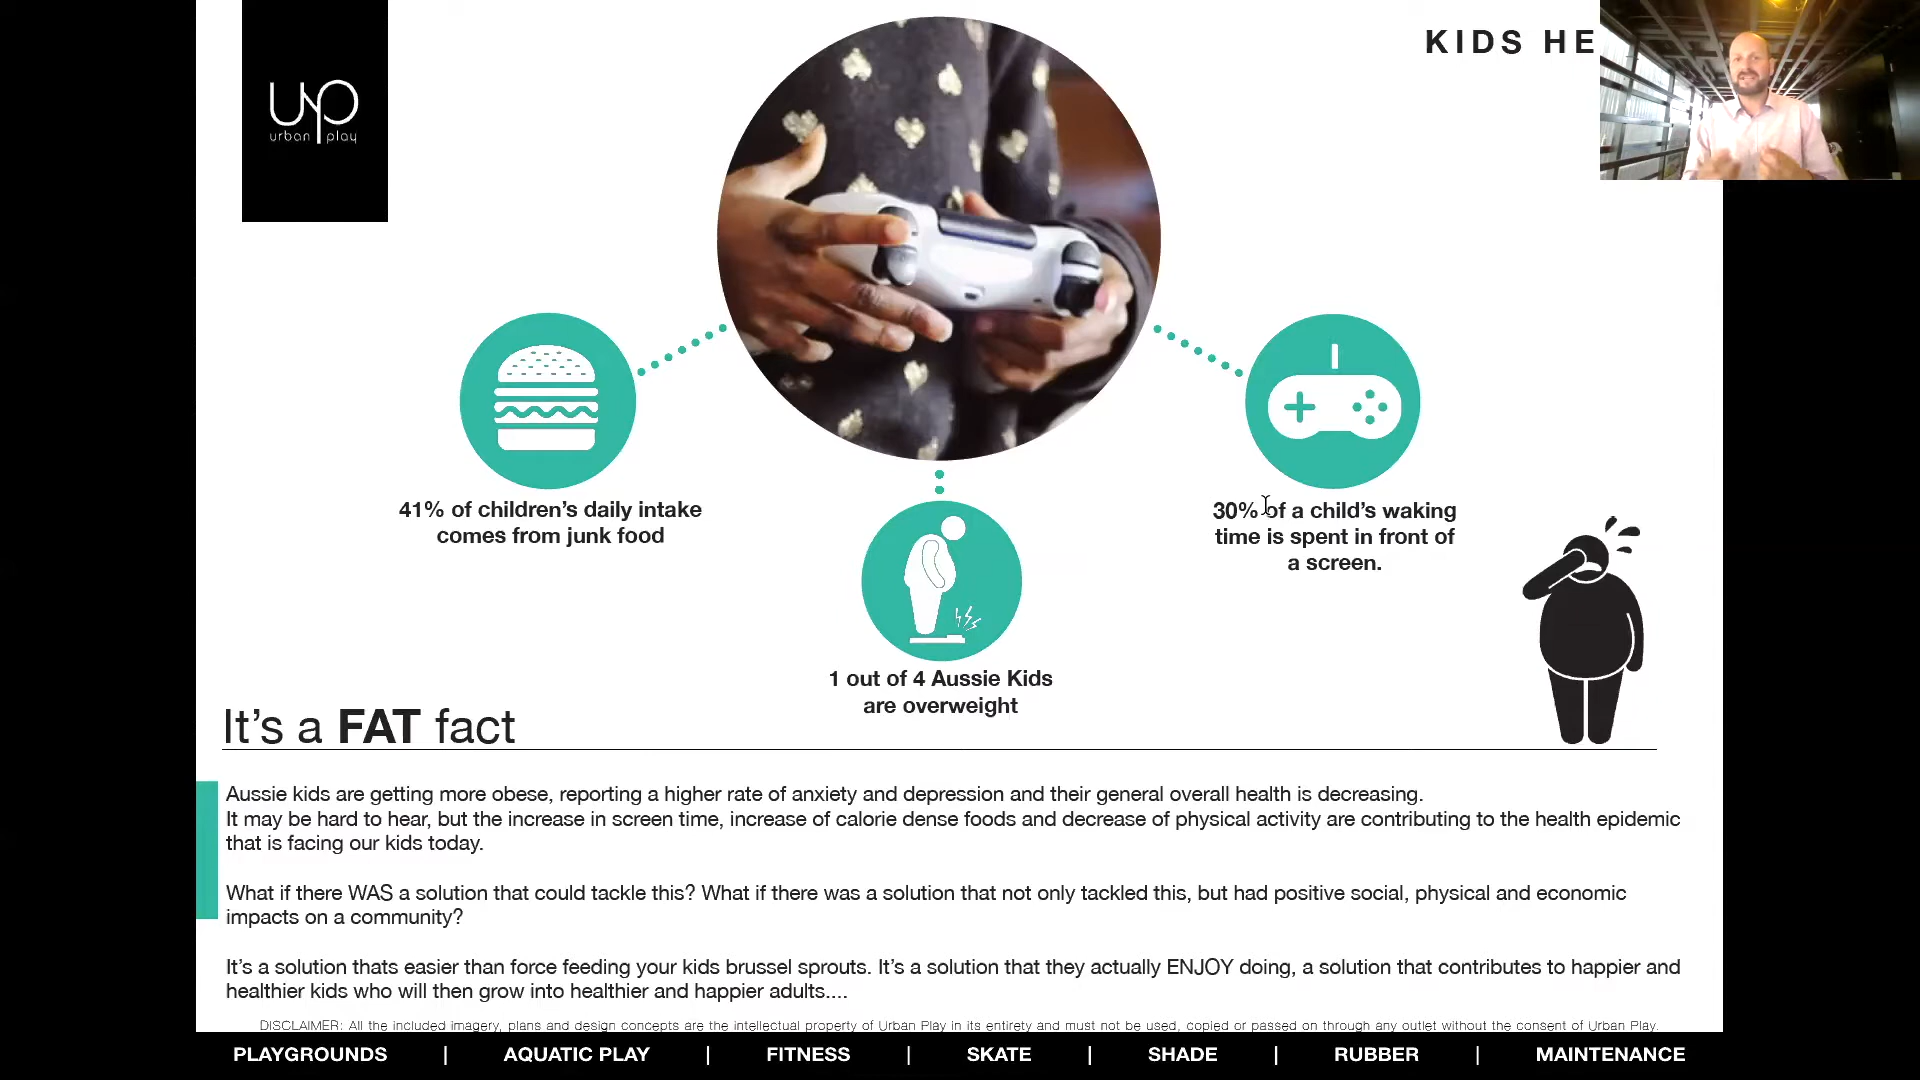 up
urban play
KIDS HE
41% of children's daily intake
comes from junk food
30% of a child's waking
time is spent in front of
a screen.
1 out of 4 Aussie Kids
are overweight
It's a FAT fact
Aussie kids are getting more obese, reporting a higher rate of anxiety and depression and their general overall health is decreasing.
It may be hard to hear, but the increase in screen time, increase of calorie dense foods and decrease of physical activity are contributing to the health epidemic
that is facing our kids today.
What if there WAS a solution that could tackle this? What if there was a solution that not only tackled this, but had positive social, physical and economic
impacts on a community?
It's a solution thats easier than force feeding your kids brussel sprouts. It's a solution that they actually ENJOY doing, a solution that contributes to happier and
healthier kids who will then grow into healthier and happier adults....
DISCLAIMER: All the included imagery, plans and design concepts are the intellectual property of Urban Play in its entirety and must not be used, copied or passed on through any outlet without the consent of Urban Play.
PLAYGROUNDS | AQUATIC PLAY | FITNESS | SKATE | SHADE | RUBBER | MAINTENANCE